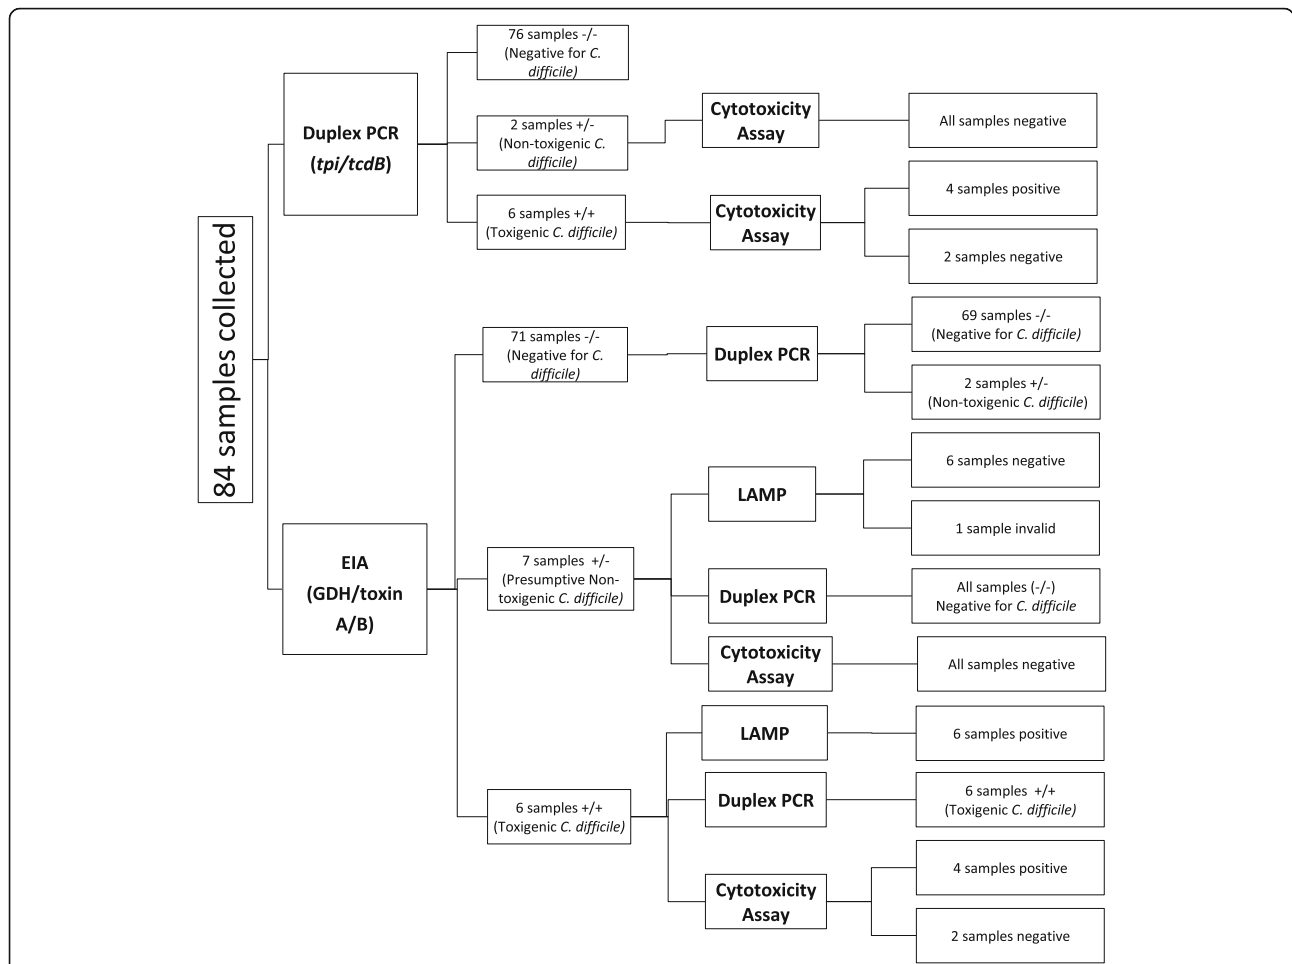 84 samples collected
Duplex PCR
(tpi/tcdB)
76 samples -/-
(Negative for C.
difficile)
2 samples +/-
(Non-toxigenic C.
difficile)
Cytotoxicity
Assay
All samples negative
6 samples +/+
(Toxigenic C. difficile)
Cytotoxicity
Assay
4 samples positive
2 samples negative
EIA
(GDH/toxin
A/B)
71 samples -/-
(Negative for C.
difficile)
Duplex PCR
69 samples -/-
(Negative for C. difficile)
2 samples +/-
(Non-toxigenic C. difficile)
7 samples +/-
(Presumptive Non-
toxigenic C. difficile)
LAMP
6 samples negative
1 sample invalid
Duplex PCR
All samples (-/-)
Negative for C. difficile
Cytotoxicity
Assay
All samples negative
6 samples +/+
(Toxigenic C. difficile)
LAMP
6 samples positive
Duplex PCR
6 samples +/+
(Toxigenic C. difficile)
Cytotoxicity
Assay
4 samples positive
2 samples negative